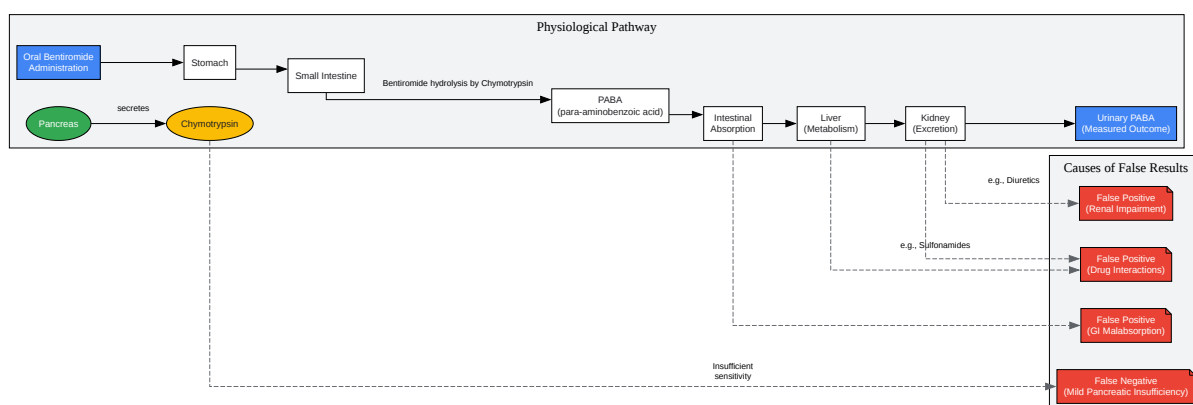 Physiological Pathway
Oral Bentiromide
Administration
Stomach
Small Intestine
Bentiromide hydrolysis by Chymotrypsin
PABA
(para-aminobenzoic acid)
Pancreas
secretes
Chymotrypsin
Intestinal
Absorption
Liver
(Metabolism)
Kidney
(Excretion)
Urinary PABA
(Measured Outcome)
Causes of False Results
e.g., Diuretics
False Positive
(Renal Impairment)
e.g., Sulfonamides
False Positive
(Drug Interactions)
False Positive
(GI Malabsorption)
Insufficient
sensitivity
False Negative
(Mild Pancreatic Insufficiency)